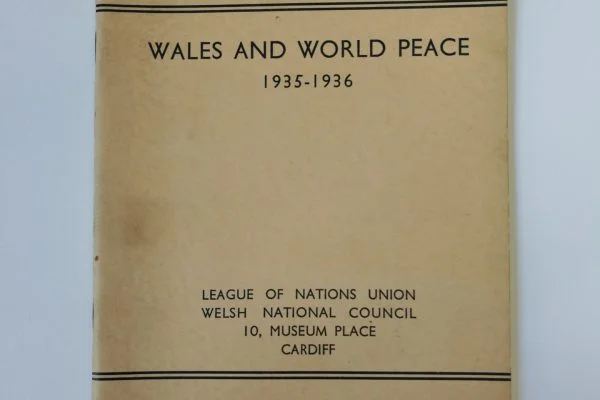 WALES AND WORLD PEACE
1935-1936
LEAGUE OF NATIONS UNION
WELSH NATIONAL COUNCIL
10, MUSEUM PLACE
CARDIFF